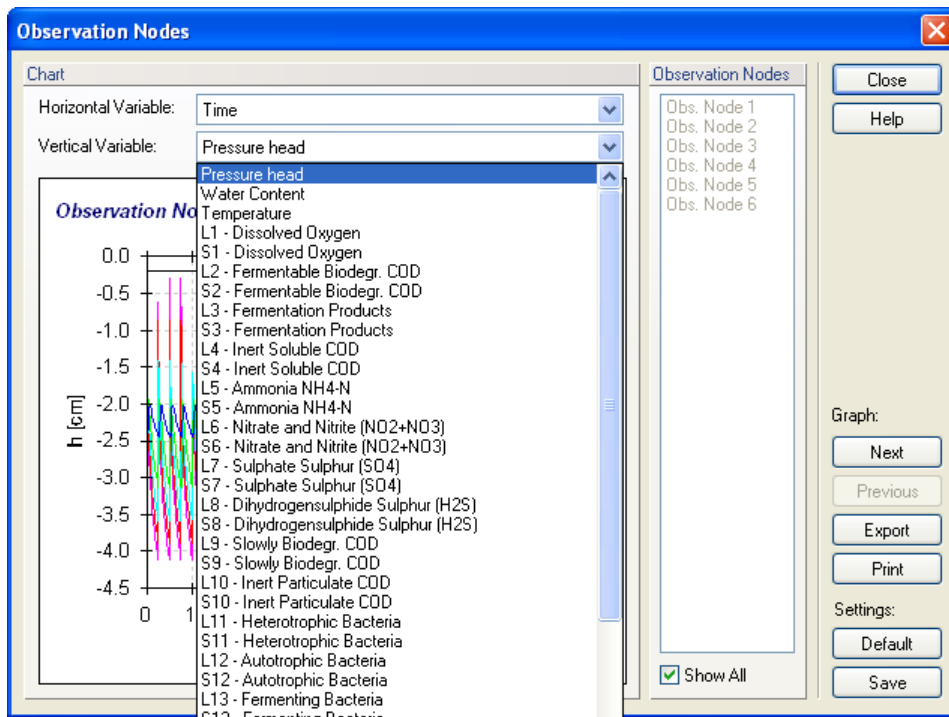 Observation Nodes
Chart
Horizontal Variable:
Time
Vertical Variable:
Pressure head
Pressure head
Water Content
Temperature
L1 - Dissolved Oxygen
S1 - Dissolved Oxygen
L2 - Fermentable Biodegr. COD
S2 - Fermentable Biodegr. COD
L3 - Fermentation Products
S3 - Fermentation Products
L4 - Inert Soluble COD
S4 - Inert Soluble COD
L5 - Ammonia NH4-N
S5 - Ammonia NH4-N
L6 - Nitrate and Nitrite (NO2+NO3)
S6 - Nitrate and Nitrite (NO2+NO3)
L7 - Sulphate Sulphur (SO4)
S7 - Sulphate Sulphur (SO4)
L8 - Dihydrogensulphide Sulphur (H2S)
S8 - Dihydrogensulphide Sulphur (H2S)
L9 - Slowly Biodegr. COD
S9 - Slowly Biodegr. COD
L10 - Inert Particulate COD
S10 - Inert Particulate COD
L11 - Heterotrophic Bacteria
S11 - Heterotrophic Bacteria
L12 - Autotrophic Bacteria
S12 - Autotrophic Bacteria
L13 - Fermenting Bacteria
S13 - Fermenting Bacteria
Observation No
h [cm]
0.0
-0.5
-1.0
-1.5
-2.0
-2.5
-3.0
-3.5
-4.0
-4.5
0 1
Observation Nodes
Obs. Node 1
Obs. Node 2
Obs. Node 3
Obs. Node 4
Obs. Node 5
Obs. Node 6
Show All
Close
Help
Graph:
Next
Previous
Export
Print
Settings:
Default
Save